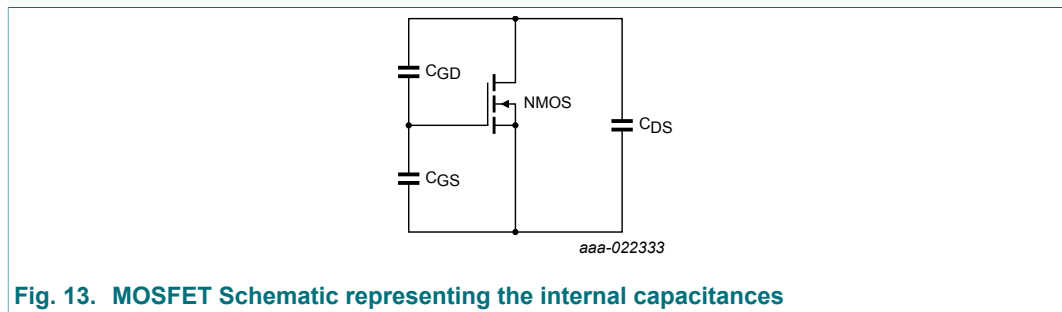 CGD
NMOS
CDS
CGS
aaa-022333
Fig. 13. MOSFET Schematic representing the internal capacitances